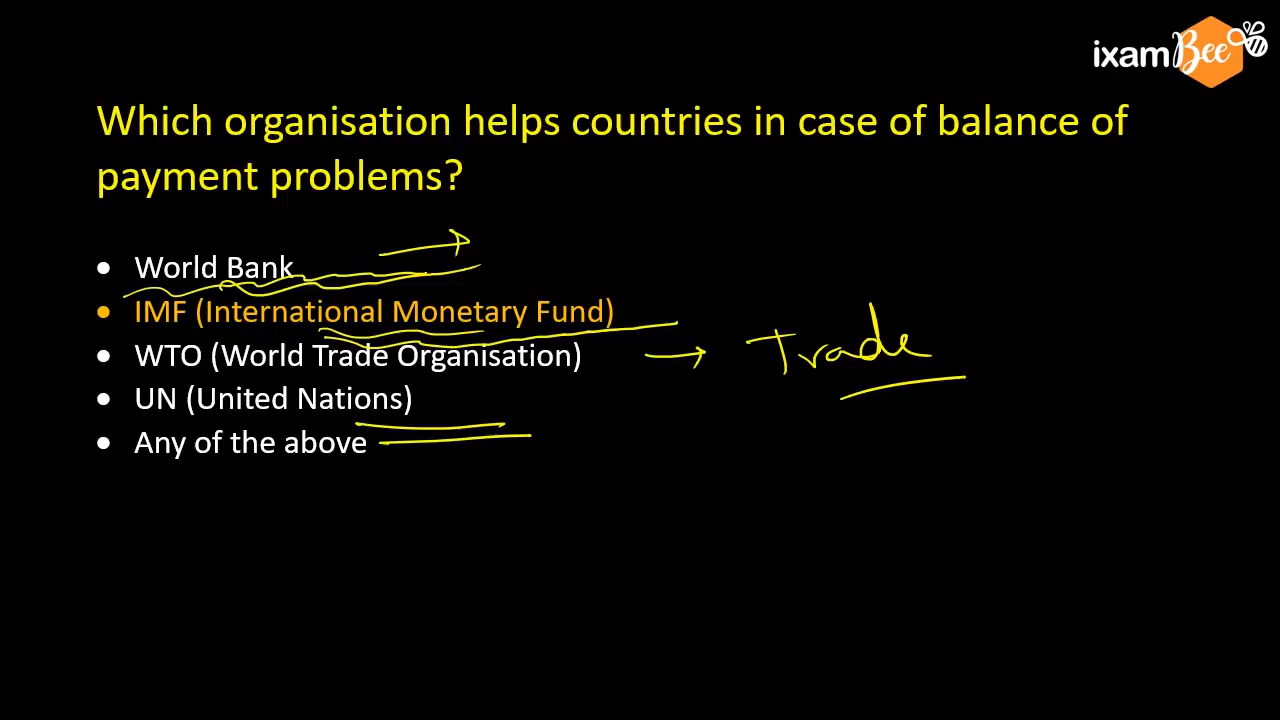 ixamBee
Which organisation helps countries in case of balance of
payment problems?
• World Bank
• IMF (International Monetary Fund)
• WTO (World Trade Organisation) → Trade
• UN (United Nations)
• Any of the above